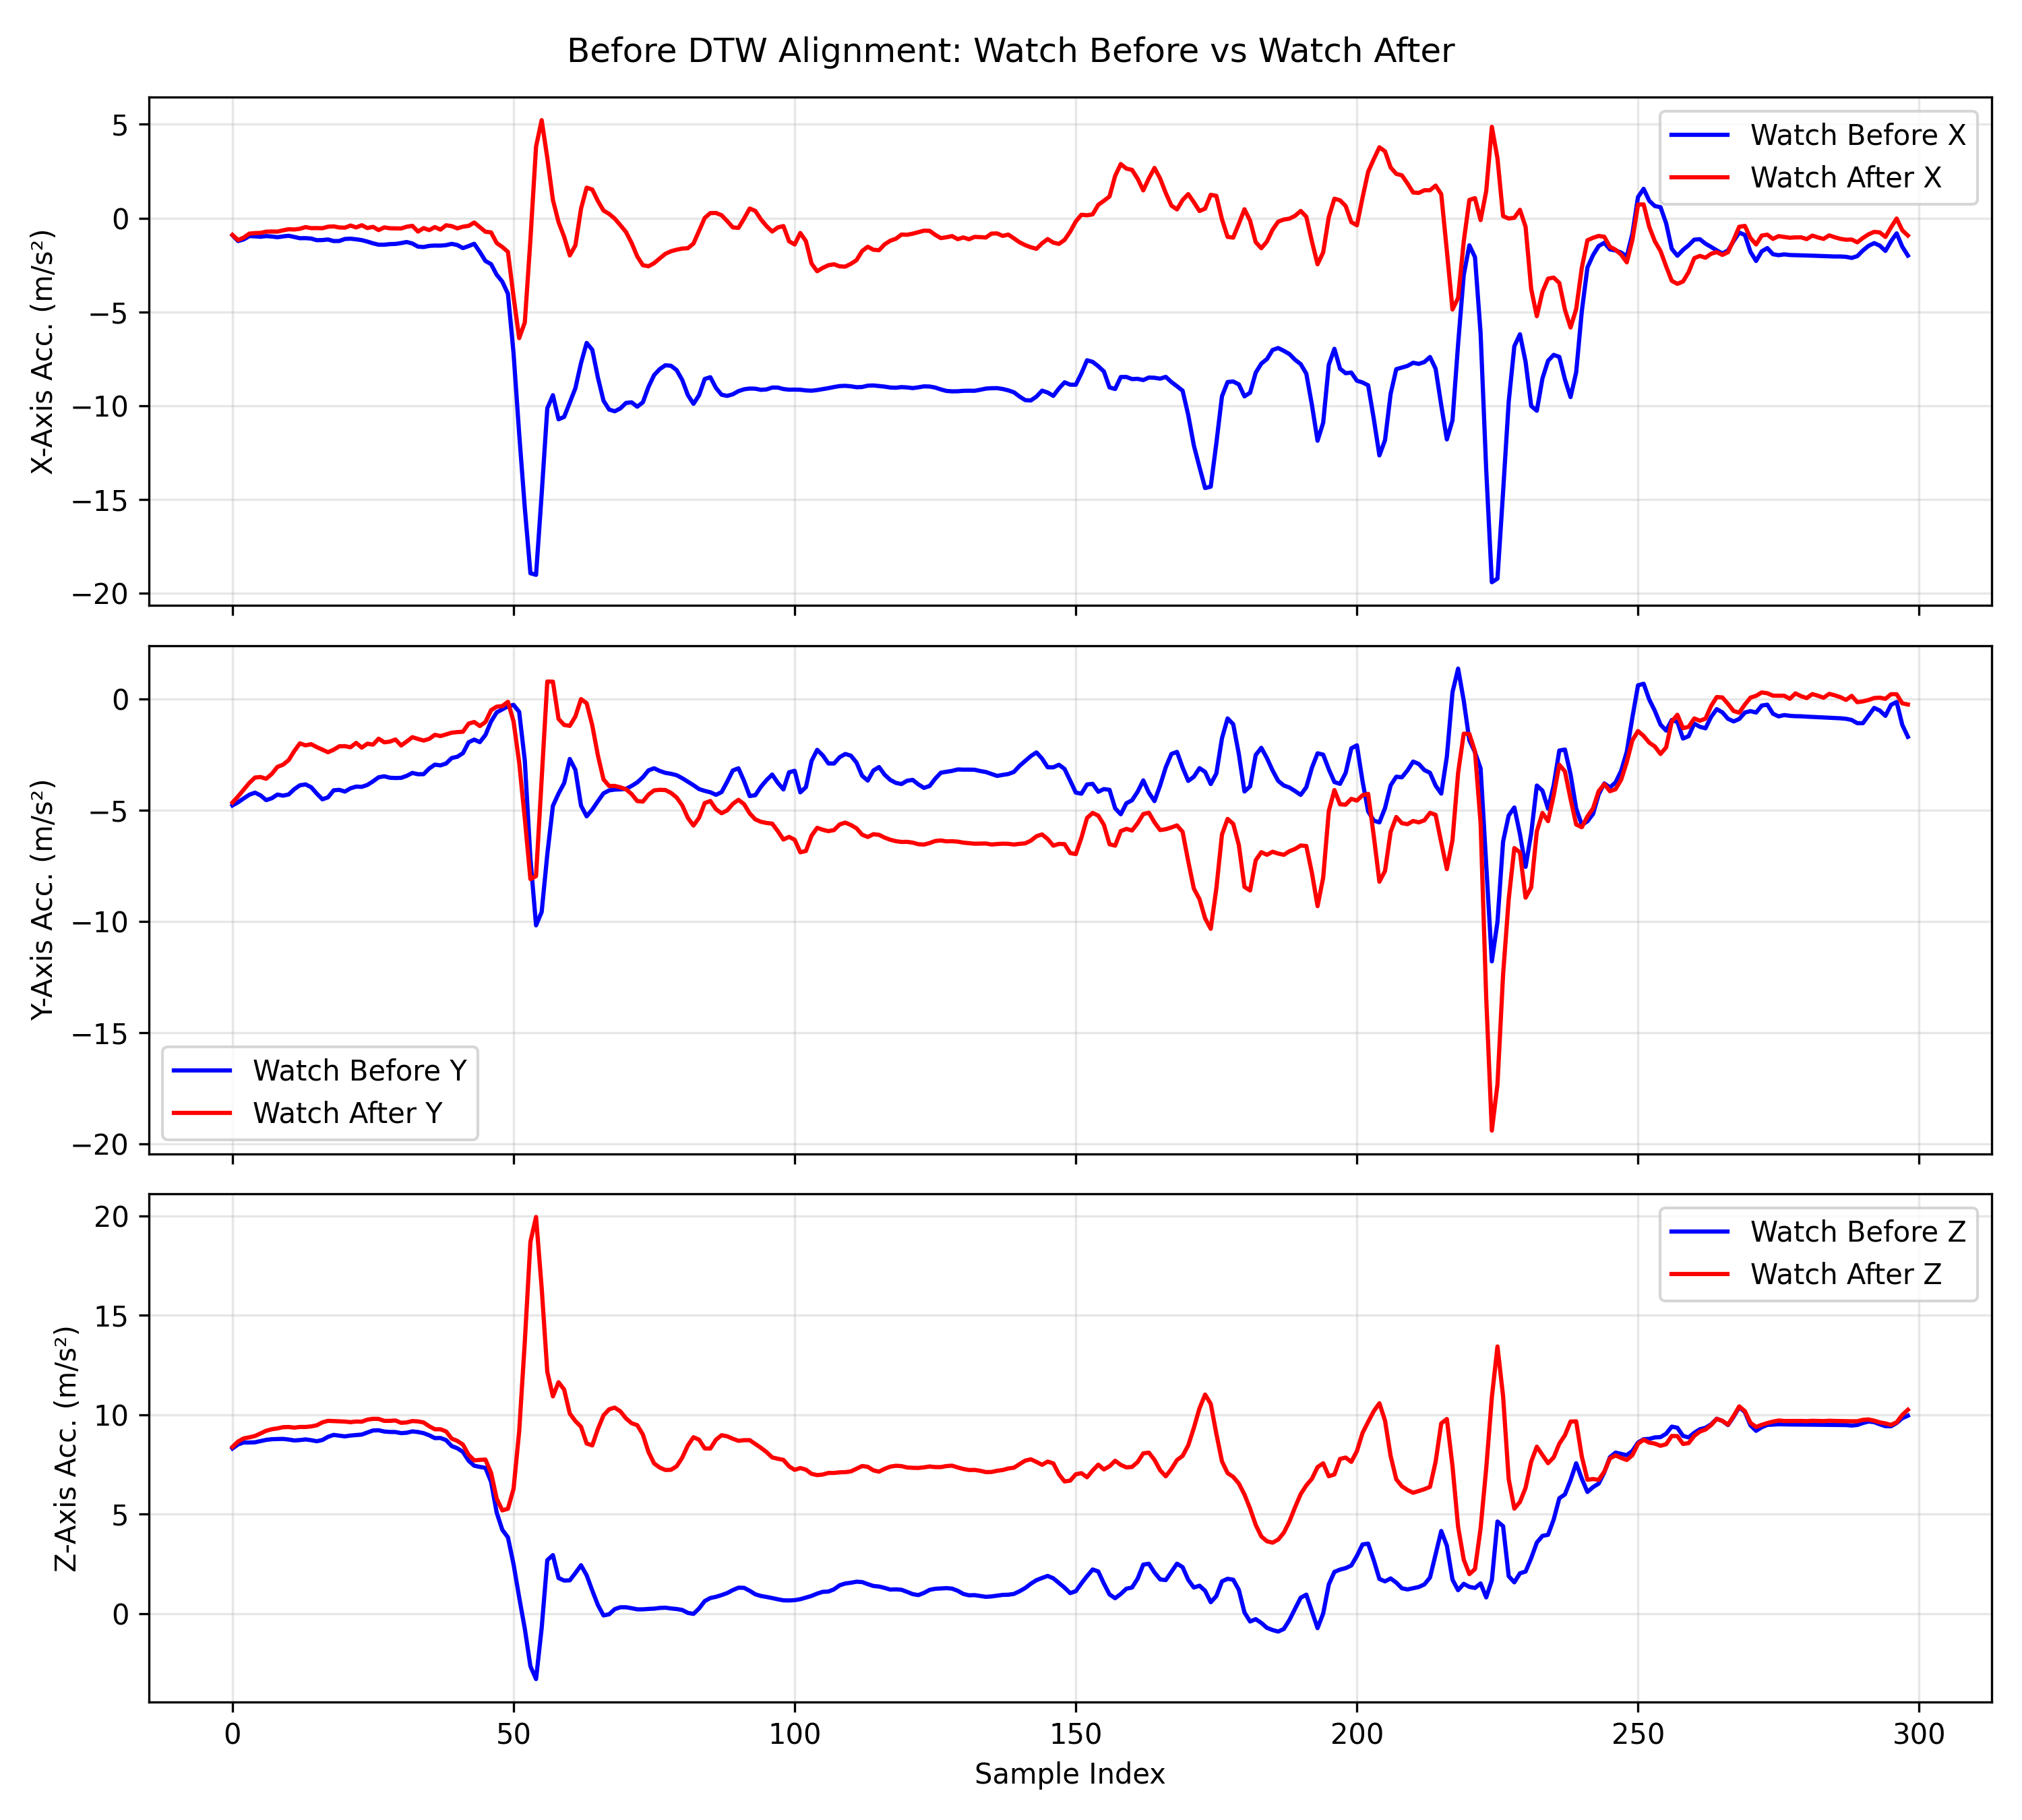 Before DTW Alignment: Watch Before vs Watch After
5
0
−5
−10
−15
−20
X-Axis Acc. (m/s²)
Watch Before X
Watch After X
0
−5
−10
−15
−20
Y-Axis Acc. (m/s²)
Watch Before Y
Watch After Y
20
15
10
5
0
Z-Axis Acc. (m/s²)
Watch Before Z
Watch After Z
0 50 100 150 200 250 300
Sample Index